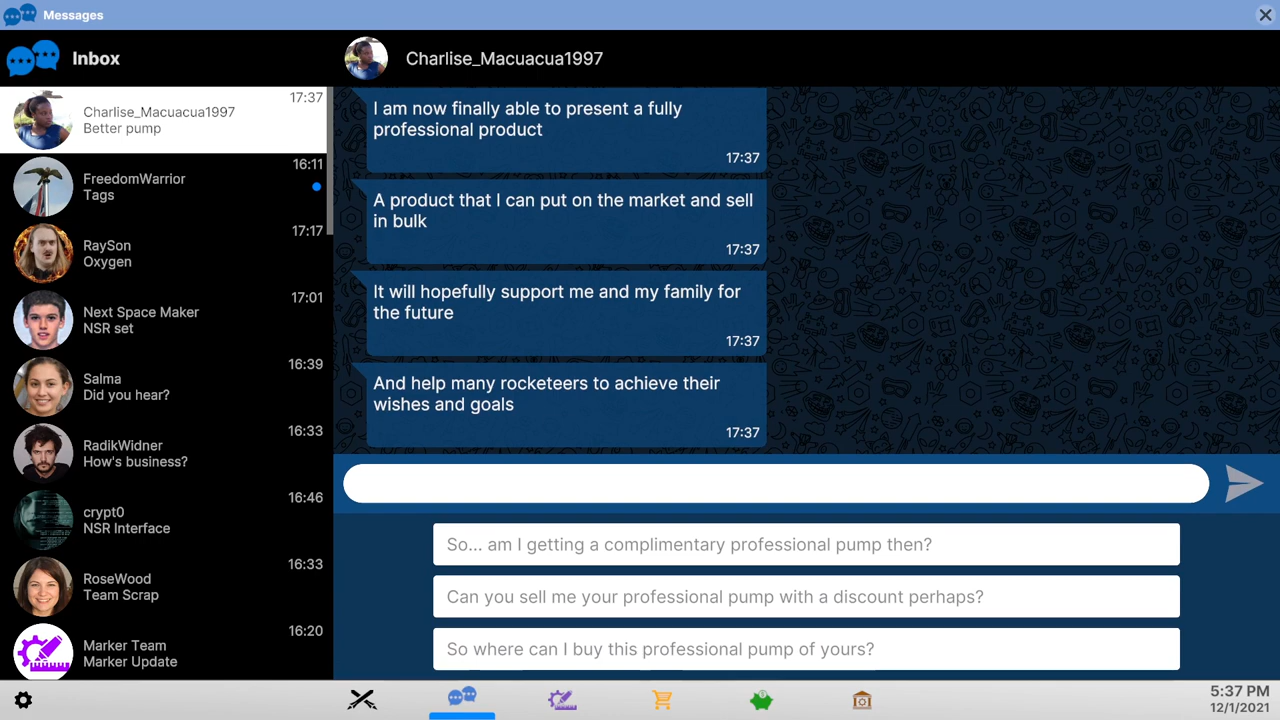 Messages
Inbox
Charlise_Macuacua1997
17:37
Charlise_Macuacua1997
Better pump
16:11
FreedomWarrior
Tags
17:17
RaySon
Oxygen
17:01
Next Space Maker
NSR set
16:39
Salma
Did you hear?
16:33
RadikWidner
How's business?
16:46
crypt0
NSR Interface
16:33
RoseWood
Team Scrap
16:20
Marker Team
Marker Update
I am now finally able to present a fully
professional product
17:37
A product that I can put on the market and sell
in bulk
17:37
It will hopefully support me and my family for
the future
17:37
And help many rocketeers to achieve their
wishes and goals
17:37
So... am I getting a complimentary professional pump then?
Can you sell me your professional pump with a discount perhaps?
So where can I buy this professional pump of yours?
5:37 PM
12/1/2021